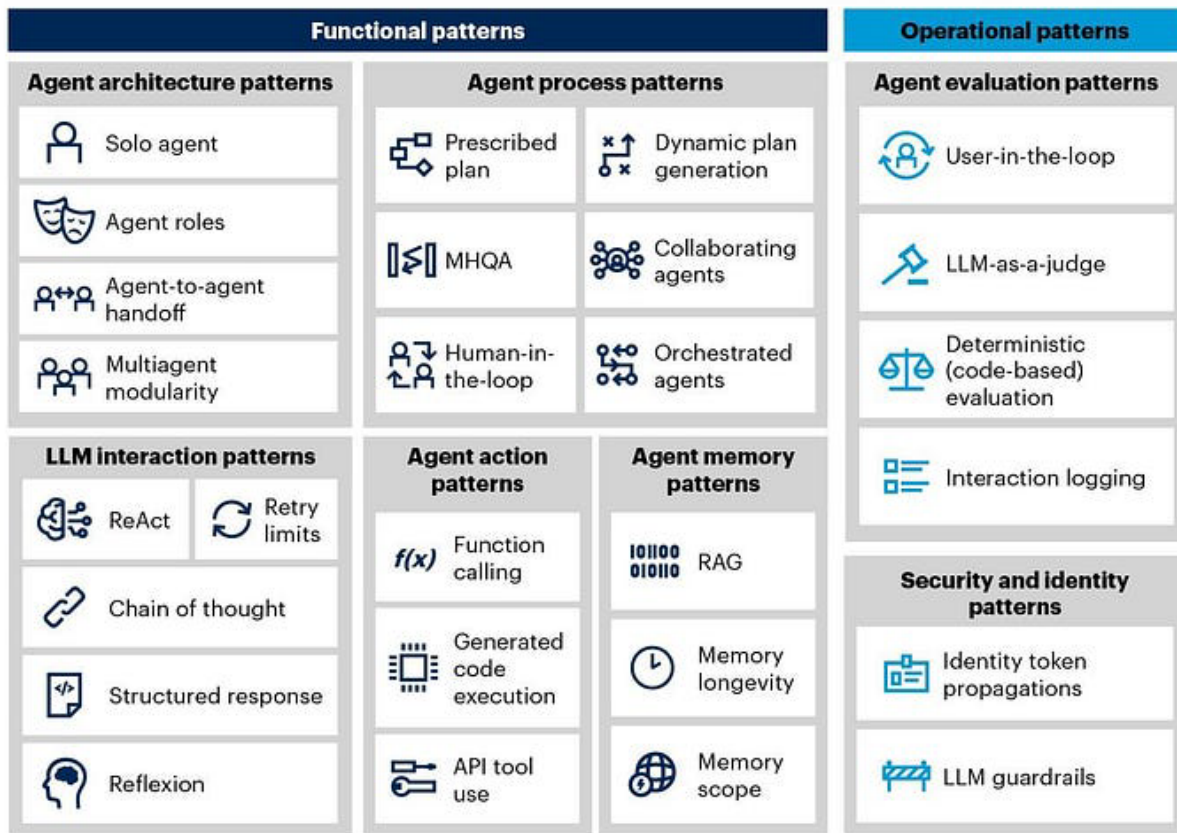 Functional patterns
Operational patterns
Agent architecture patterns
Solo agent
Agent roles
Agent-to-agent
handoff
Multiagent
modularity
Agent process patterns
Prescribed
plan
Dynamic plan
generation
MHQA
Collaborating
agents
Human-in-
the-loop
Orchestrated
agents
Agent evaluation patterns
User-in-the-loop
LLM-as-a-judge
Deterministic
(code-based)
evaluation
Interaction logging
LLM interaction patterns
ReAct
Retry
limits
Chain of thought
</>
Structured response
Reflexion
Agent action
patterns
f(x)
Function
calling
Generated
code
execution
API tool
use
Agent memory
patterns
101100
010110
RAG
Memory
longevity
Memory
scope
Security and identity
patterns
Identity token
propagations
LLM guardrails